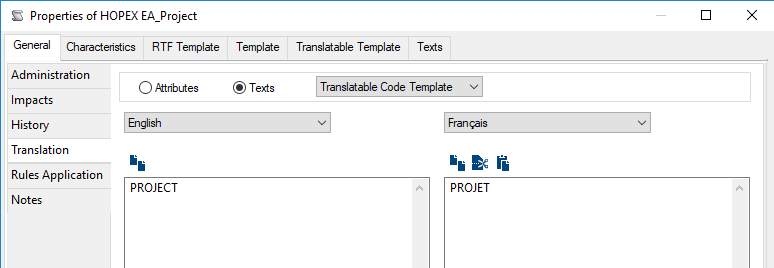 Properties of HOPEX EA_Project
General Characteristics RTF Template Template Translatable Template Texts
Administration
Impacts
History
Translation
Rules Application
Notes
Attributes Texts Translatable Code Template
English Français
PROJECT PROJET